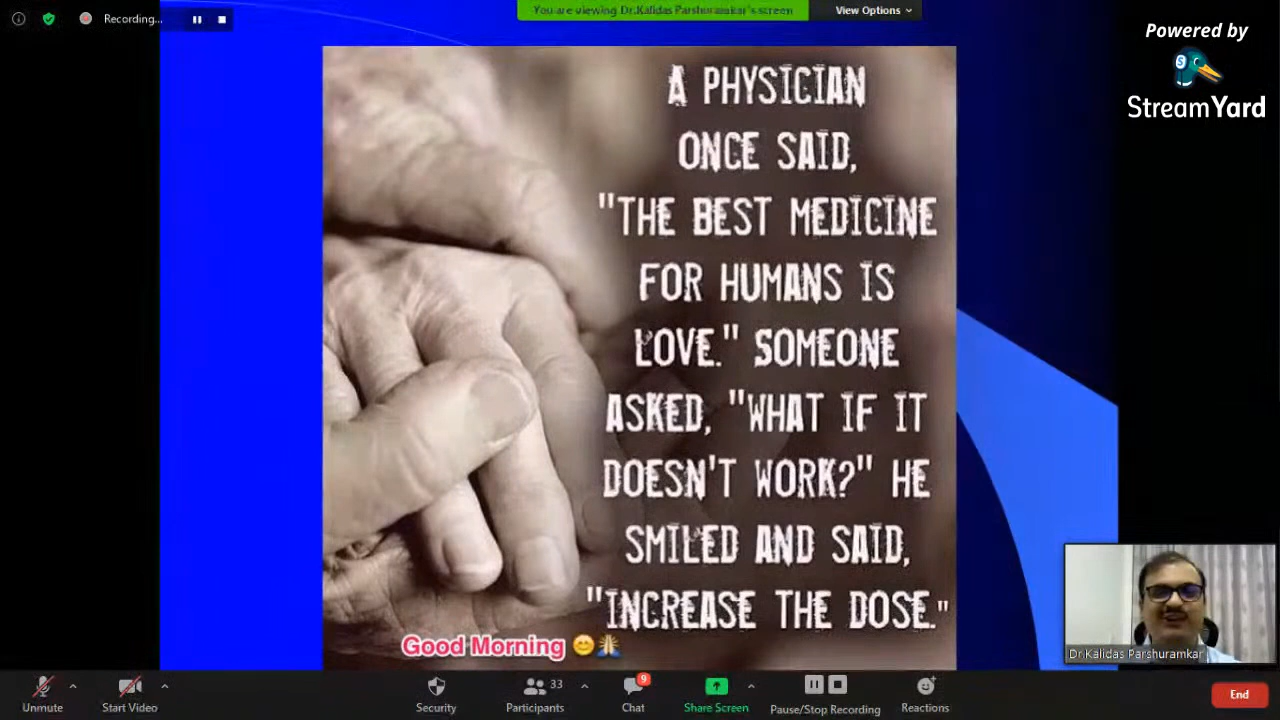 Recording...
You are viewing Dr.Kalidas Parshuramkar's screen
View Options
Powered by
StreamYard
A PHYSICIAN
ONCE SAID,
"THE BEST MEDICINE
FOR HUMANS IS
LOVE." SOMEONE
ASKED, "WHAT IF IT
DOESN'T WORK?" HE
SMILED AND SAID,
"INCREASE THE DOSE."
Good Morning 😊🙏
Dr.Kalidas Parshuramkar
Unmute
Start Video
Security
33
Participants
9
Chat
Share Screen
Pause/Stop Recording
Reactions
End